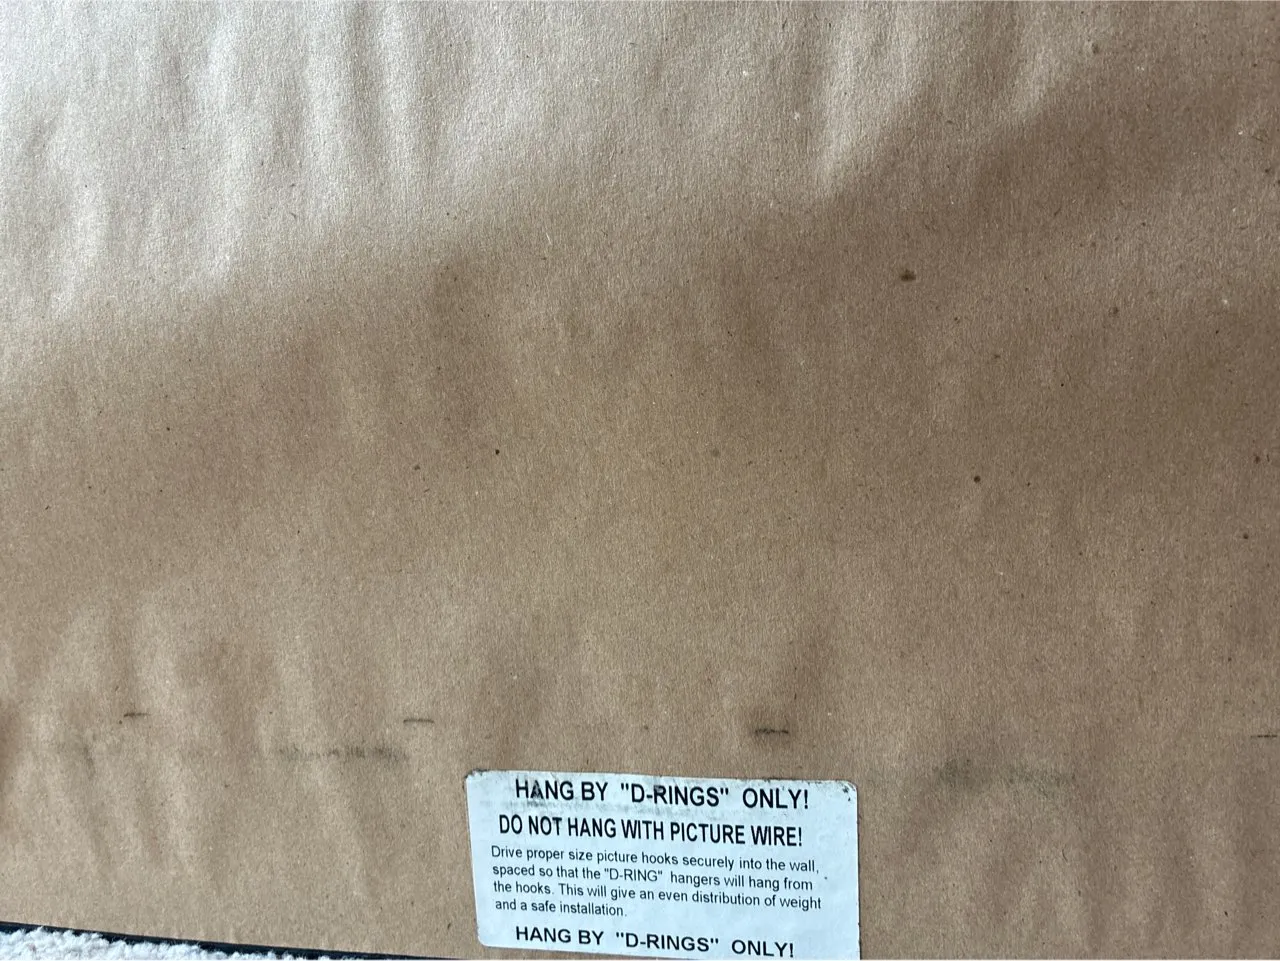 HANG BY "D-RINGS" ONLY!
DO NOT HANG WITH PICTURE WIRE!
Drive proper size picture hooks securely into the wall,
spaced so that the "D-RING" hangers will hang from
the hooks. This will give an even distribution of weight
and a safe installation.
HANG BY "D-RINGS" ONLY!